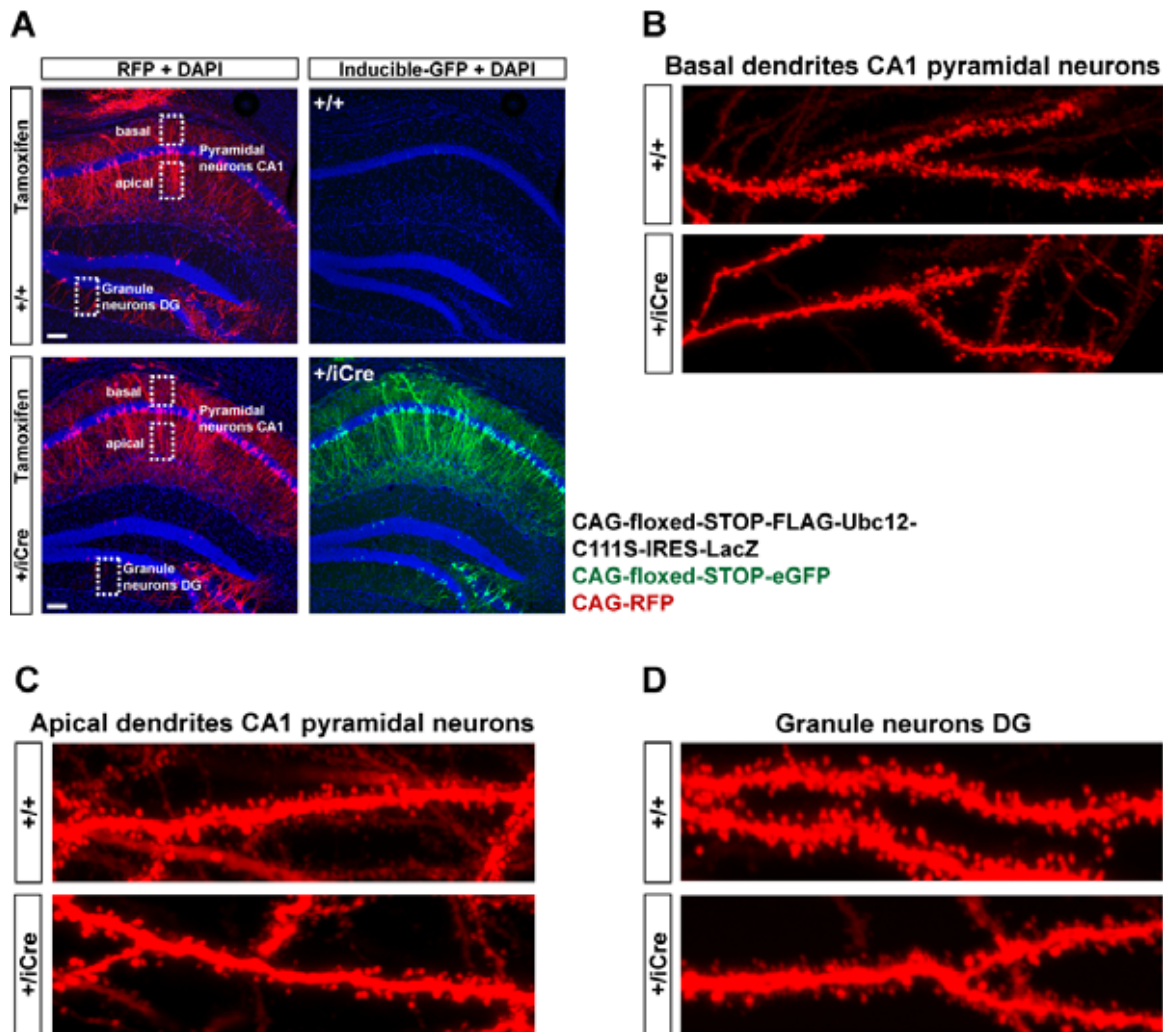 A
RFP + DAPI
Inducible-GFP + DAPI
Tamoxifen
+/+
basal
Pyramidal
neurons CA1
apical
Granule
neurons DG
+/+
Tamoxifen
+/iCre
basal
Pyramidal
neurons CA1
apical
Granule
neurons DG
+/iCre
CAG-floxed-STOP-FLAG-Ubc12-
C111S-IRES-LacZ
CAG-floxed-STOP-eGFP
CAG-RFP
B
Basal dendrites CA1 pyramidal neurons
+/+
+/iCre
C
Apical dendrites CA1 pyramidal neurons
+/+
+/iCre
D
Granule neurons DG
+/+
+/iCre